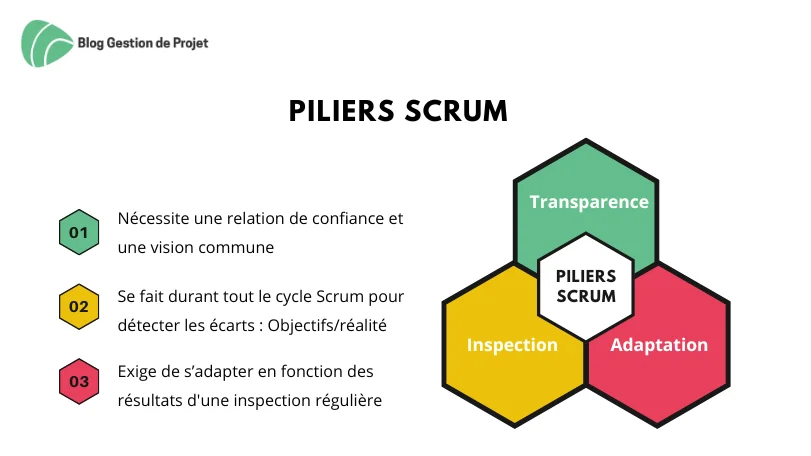 Blog Gestion de Projet
PILIERS SCRUM
01
Nécessite une relation de confiance et
une vision commune
02
Se fait durant tout le cycle Scrum pour
détecter les écarts : Objectifs/réalité
03
Exige de s’adapter en fonction des
résultats d'une inspection régulière
Transparence
PILIERS
SCRUM
Inspection
Adaptation